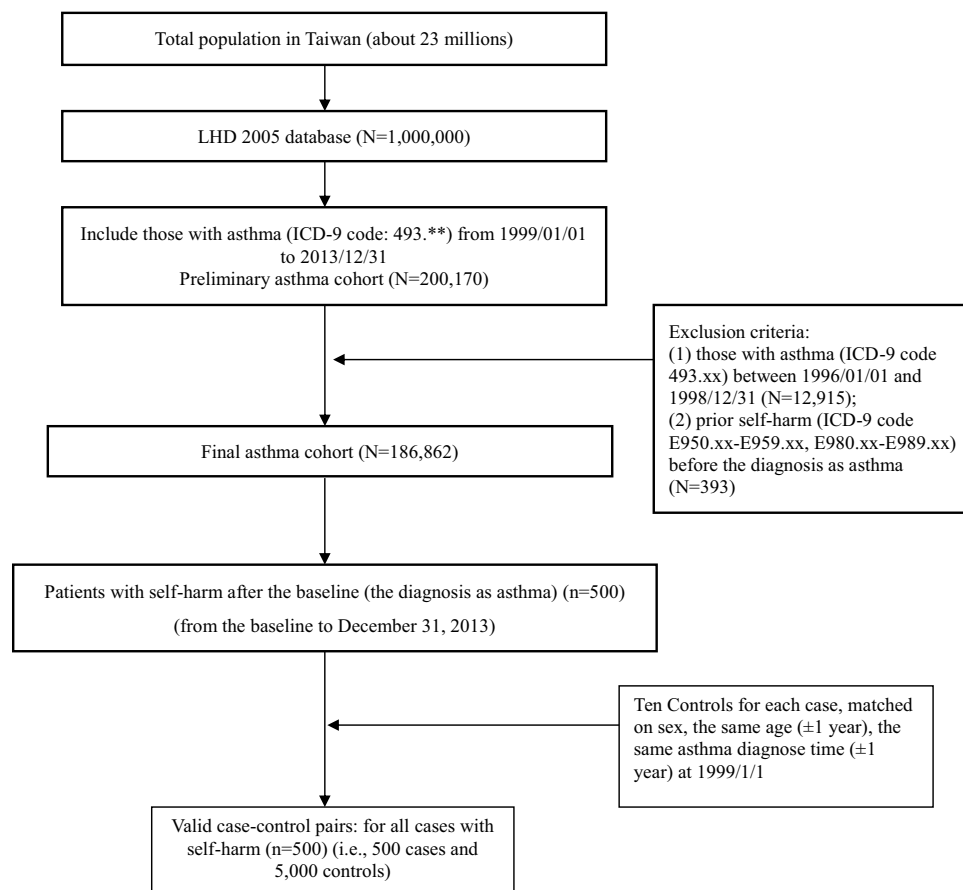 Total population in Taiwan (about 23 millions)
LHD 2005 database (N=1,000,000)
Include those with asthma (ICD-9 code: 493.**) from 1999/01/01
to 2013/12/31
Preliminary asthma cohort (N=200,170)
Exclusion criteria:
(1) those with asthma (ICD-9 code
493.xx) between 1996/01/01 and
1998/12/31 (N=12,915);
(2) prior self-harm (ICD-9 code
E950.xx-E959.xx, E980.xx-E989.xx)
before the diagnosis as asthma
(N=393)
Final asthma cohort (N=186,862)
Patients with self-harm after the baseline (the diagnosis as asthma) (n=500)
(from the baseline to December 31, 2013)
Ten Controls for each case, matched
on sex, the same age (±1 year), the
same asthma diagnose time (±1
year) at 1999/1/1
Valid case-control pairs: for all cases with
self-harm (n=500) (i.e., 500 cases and
5,000 controls)